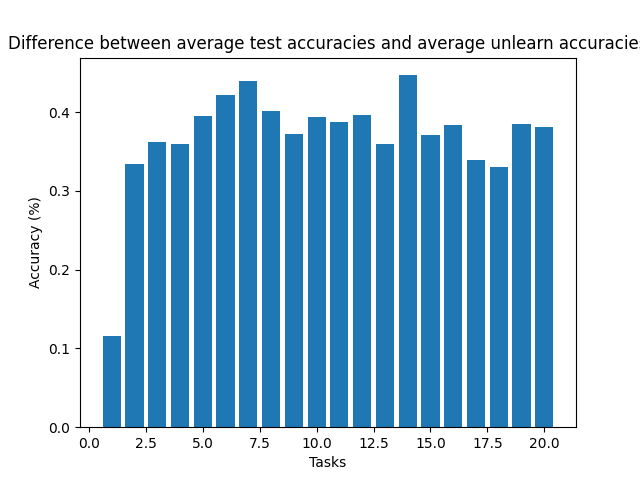 Difference between average test accuracies and average unlearn accuracies
0.4
0.3
0.2
0.1
0.0
Accuracy (%)
0.0 2.5 5.0 7.5 10.0 12.5 15.0 17.5 20.0
Tasks